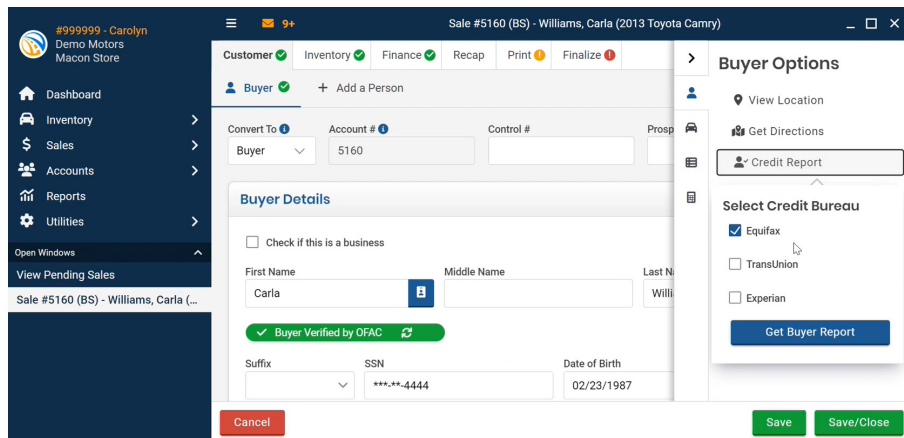 #999999 - Carolyn
Demo Motors
Macon Store
Dashboard
Inventory
Sales
Accounts
Reports
Utilities
Open Windows
View Pending Sales
Sale #5160 (BS) - Williams, Carla (...
9+
Sale #5160 (BS) - Williams, Carla (2013 Toyota Camry)
Customer Inventory Finance Recap Print Finalize
Buyer + Add a Person
Convert To Account # Control # Prosp
Buyer 5160
Buyer Details
Check if this is a business
First Name Middle Name Last N
Carla Willi
Buyer Verified by OFAC
Suffix SSN Date of Birth
***-**-4444 02/23/1987
Cancel Save Save/Close
Buyer Options
View Location
Get Directions
Credit Report
Select Credit Bureau
Equifax
TransUnion
Experian
Get Buyer Report